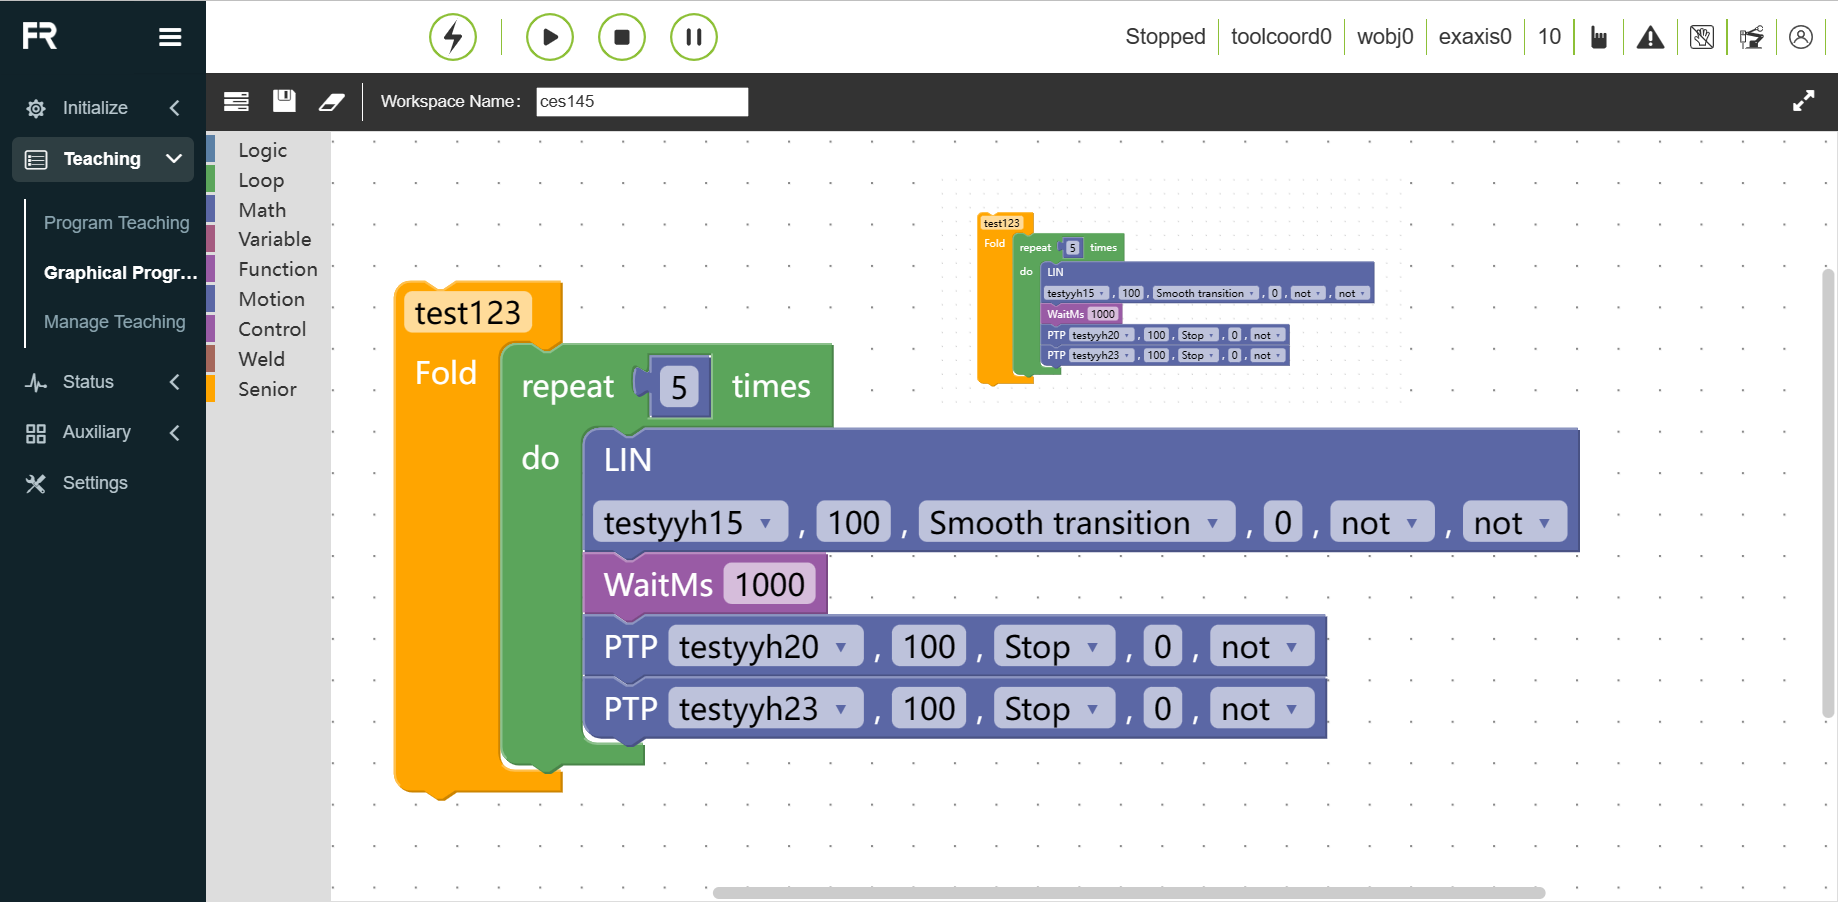 FR
Stopped toolcoord0 wobj0 exaxis0 10
Initialize
Teaching
Program Teaching
Graphical Progr...
Manage Teaching
Status
Auxiliary
Settings
Workspace Name: ces145
Logic
Loop
Math
Variable
Function
Motion
Control
Weld
Senior
test123
Fold
repeat 5 times
do
LIN
testyyh15 , 100 , Smooth transition , 0 , not , not
WaitMs 1000
PTP testyyh20 , 100 , Stop , 0 , not
PTP testyyh23 , 100 , Stop , 0 , not
test123
Fold
repeat 5 times
do
LIN
testyyh15 , 100 , Smooth transition , 0 , not , not
WaitMs 1000
PTP testyyh20 , 100 , Stop , 0 , not
PTP testyyh23 , 100 , Stop , 0 , not